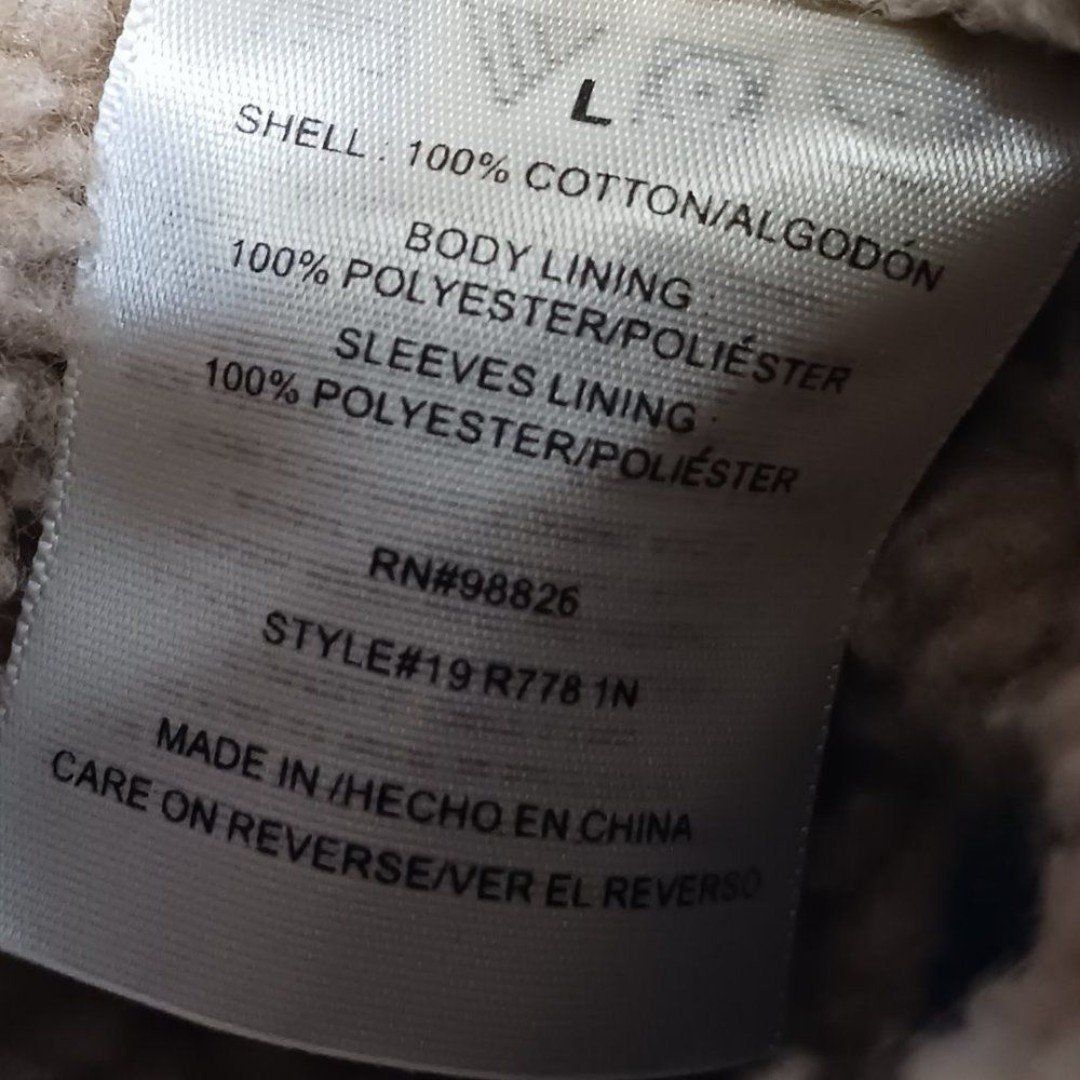 L
SHELL : 100% COTTON/ALGODÓN
BODY LINING :
100% POLYESTER/POLIÉSTER
SLEEVES LINING :
100% POLYESTER/POLIÉSTER
RN#98826
STYLE#19 R778 1N
MADE IN /HECHO EN CHINA
CARE ON REVERSE/VER EL REVERSO